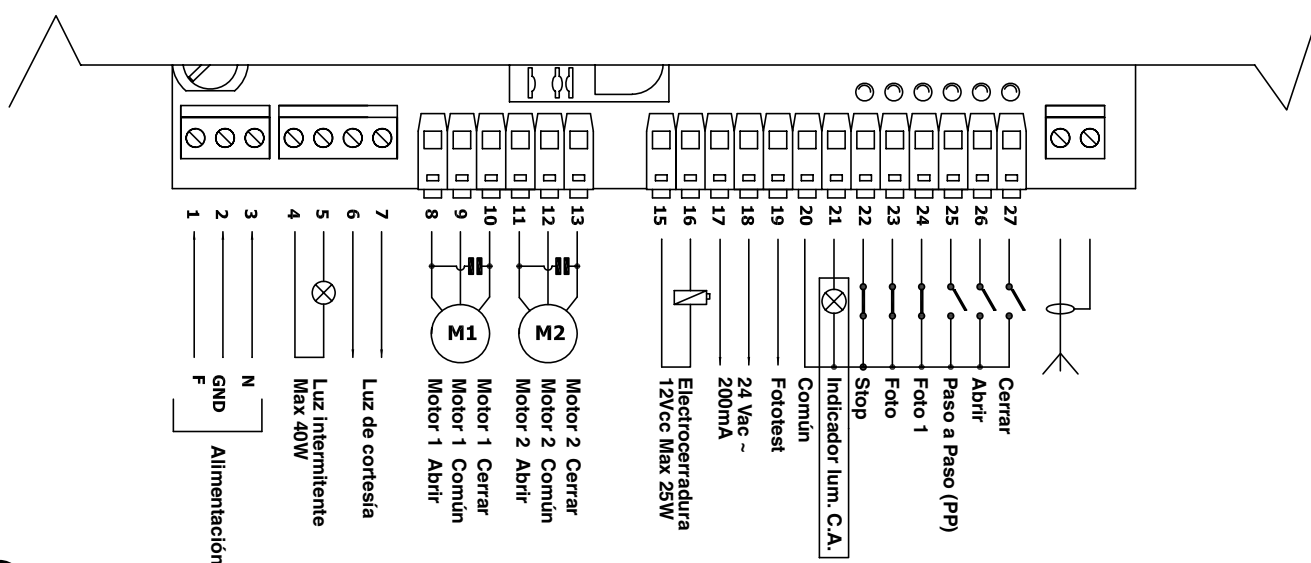 1
2
3
4
5
6
7
8
9
10
11
12
13
15
16
17
18
19
20
21
22
23
24
25
26
27
M1
M2
F
GND
N
Alimentación
Luz intermitente
Max 40W
Luz de cortesía
Motor 1 Abrir
Motor 1 Común
Motor 1 Cerrar
Motor 2 Abrir
Motor 2 Común
Motor 2 Cerrar
Electrocerradura
12Vcc Max 25W
24 Vac ~
200mA
Fototest
Común
Indicador lum. C.A.
Stop
Foto
Foto 1
Paso a Paso (PP)
Abrir
Cerrar